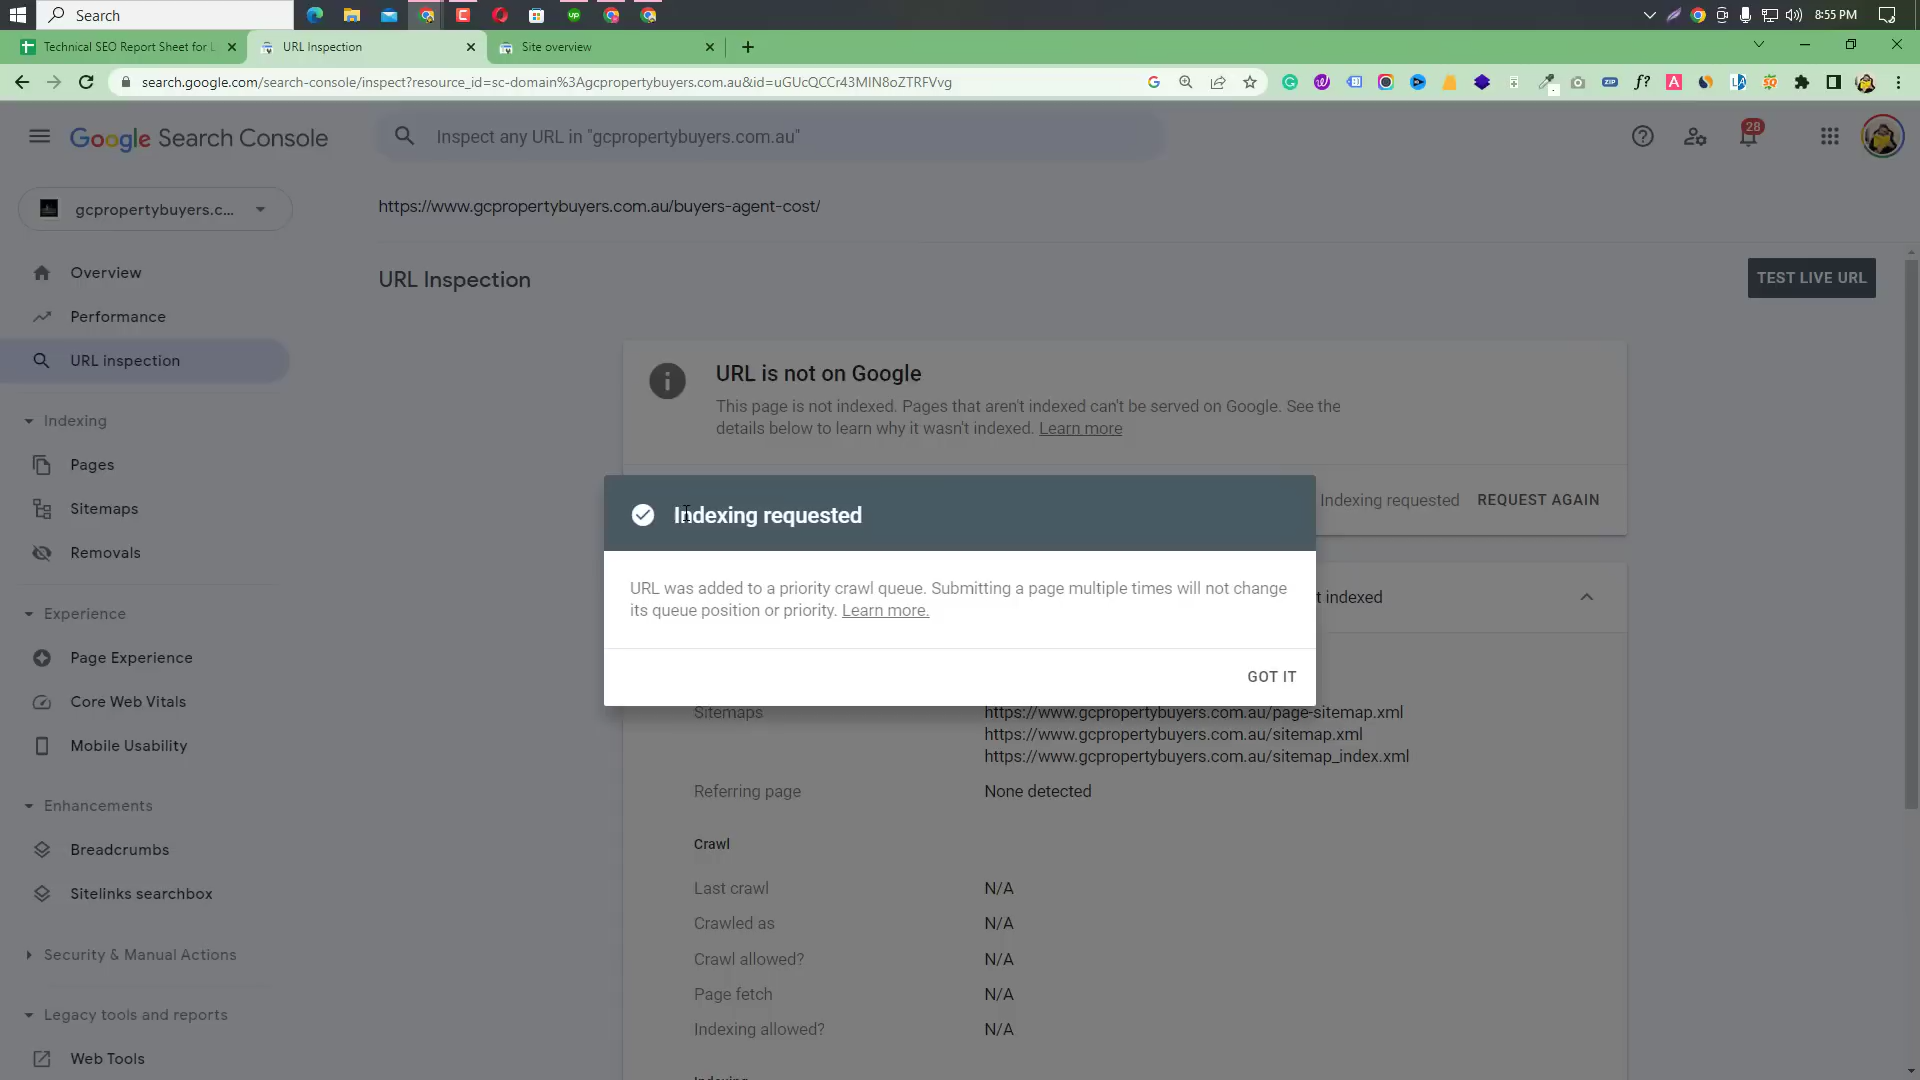 Search
8:55 PM
Technical SEO Report Sheet for L
URL Inspection
Site overview
search.google.com/search-console/inspect?resource_id=sc-domain%3Agcpropertybuyers.com.au&id=uGUcQCCr43MIN8oZTRFVvg
Google Search Console
Inspect any URL in "gcpropertybuyers.com.au"
28
gcpropertybuyers.c...
https://www.gcpropertybuyers.com.au/buyers-agent-cost/
Overview
Performance
URL inspection
Indexing
Pages
Sitemaps
Removals
Experience
Page Experience
Core Web Vitals
Mobile Usability
Enhancements
Breadcrumbs
Sitelinks searchbox
Security & Manual Actions
Legacy tools and reports
Web Tools
URL Inspection
TEST LIVE URL
URL is not on Google
This page is not indexed. Pages that aren't indexed can't be served on Google. See the
details below to learn why it wasn't indexed. Learn more
Indexing requested
REQUEST AGAIN
Indexing requested
URL was added to a priority crawl queue. Submitting a page multiple times will not change
its queue position or priority. Learn more.
GOT IT
t indexed
Sitemaps
https://www.gcpropertybuyers.com.au/page-sitemap.xml
https://www.gcpropertybuyers.com.au/sitemap.xml
https://www.gcpropertybuyers.com.au/sitemap_index.xml
Referring page
None detected
Crawl
Last crawl
N/A
Crawled as
N/A
Crawl allowed?
N/A
Page fetch
N/A
Indexing allowed?
N/A